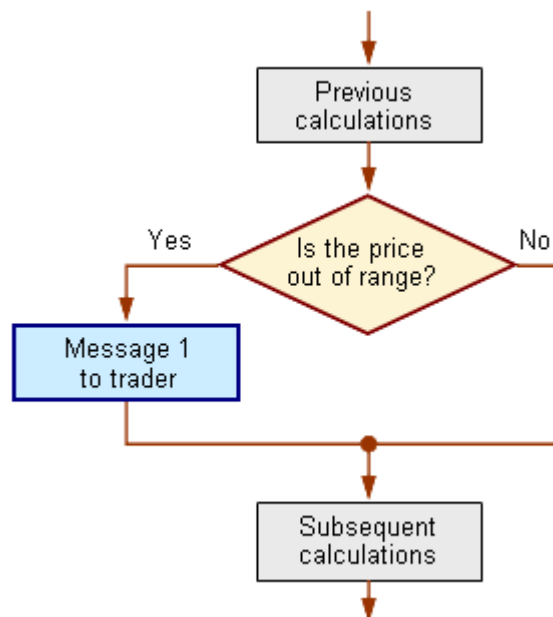 Previous
calculations
Is the price
out of range?
Yes
No
Message 1
to trader
Subsequent
calculations